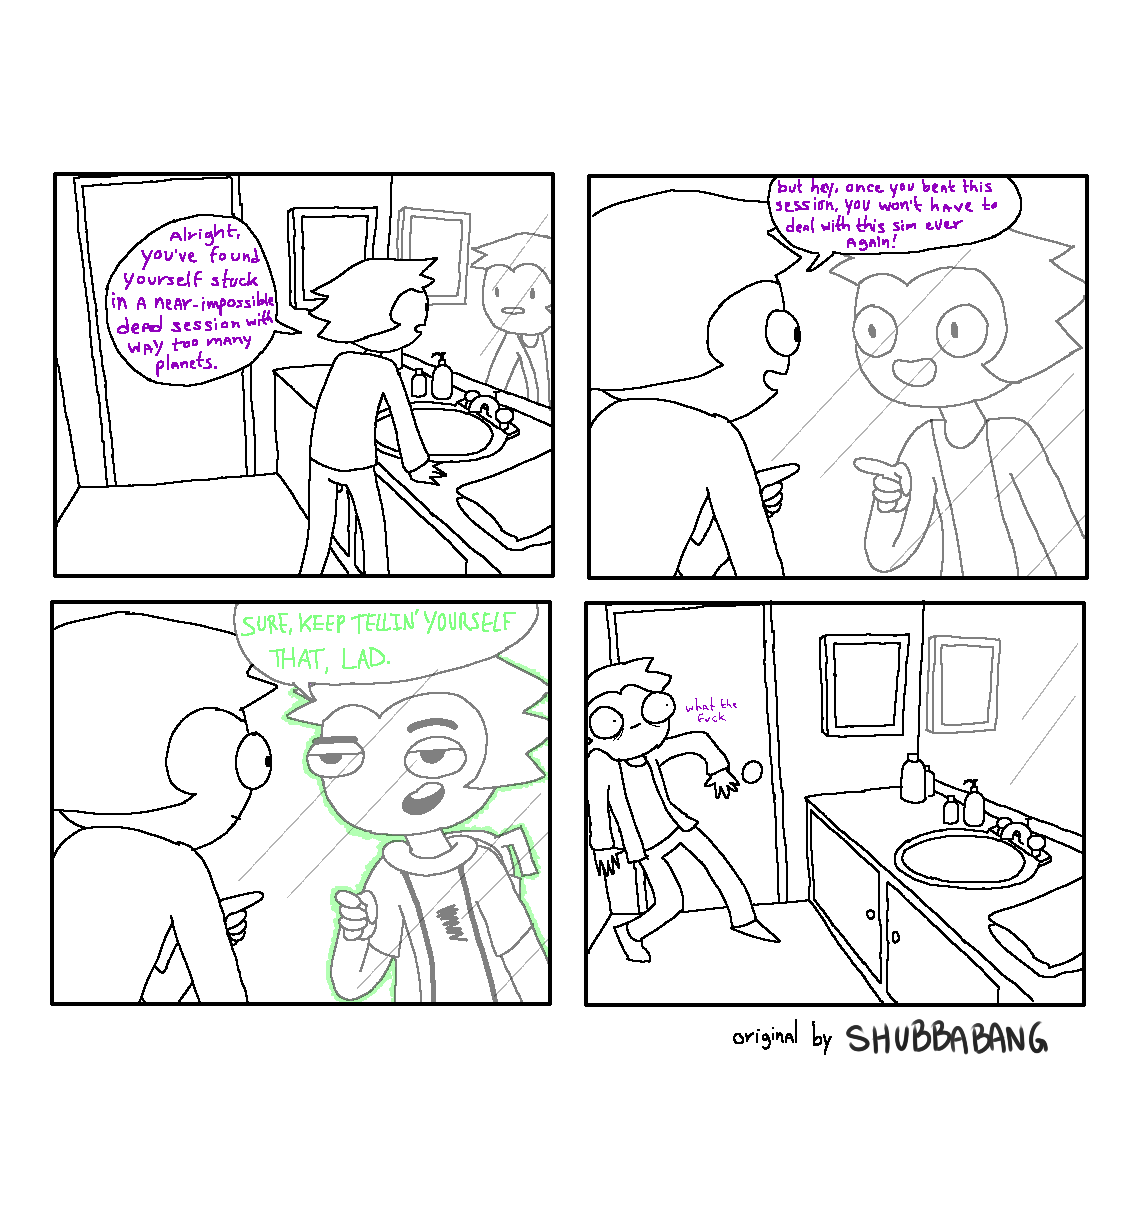 Alright,
you've found
yourself stuck
in A near-impossible
dead session with
way too many
planets.
but hey, once you beat this
session, you won't have to
deal with this sim ever
Again!
SURE, KEEP TELLIN' YOURSELF
THAT, LAD.
what the
fuck
original by SHUBBABANG